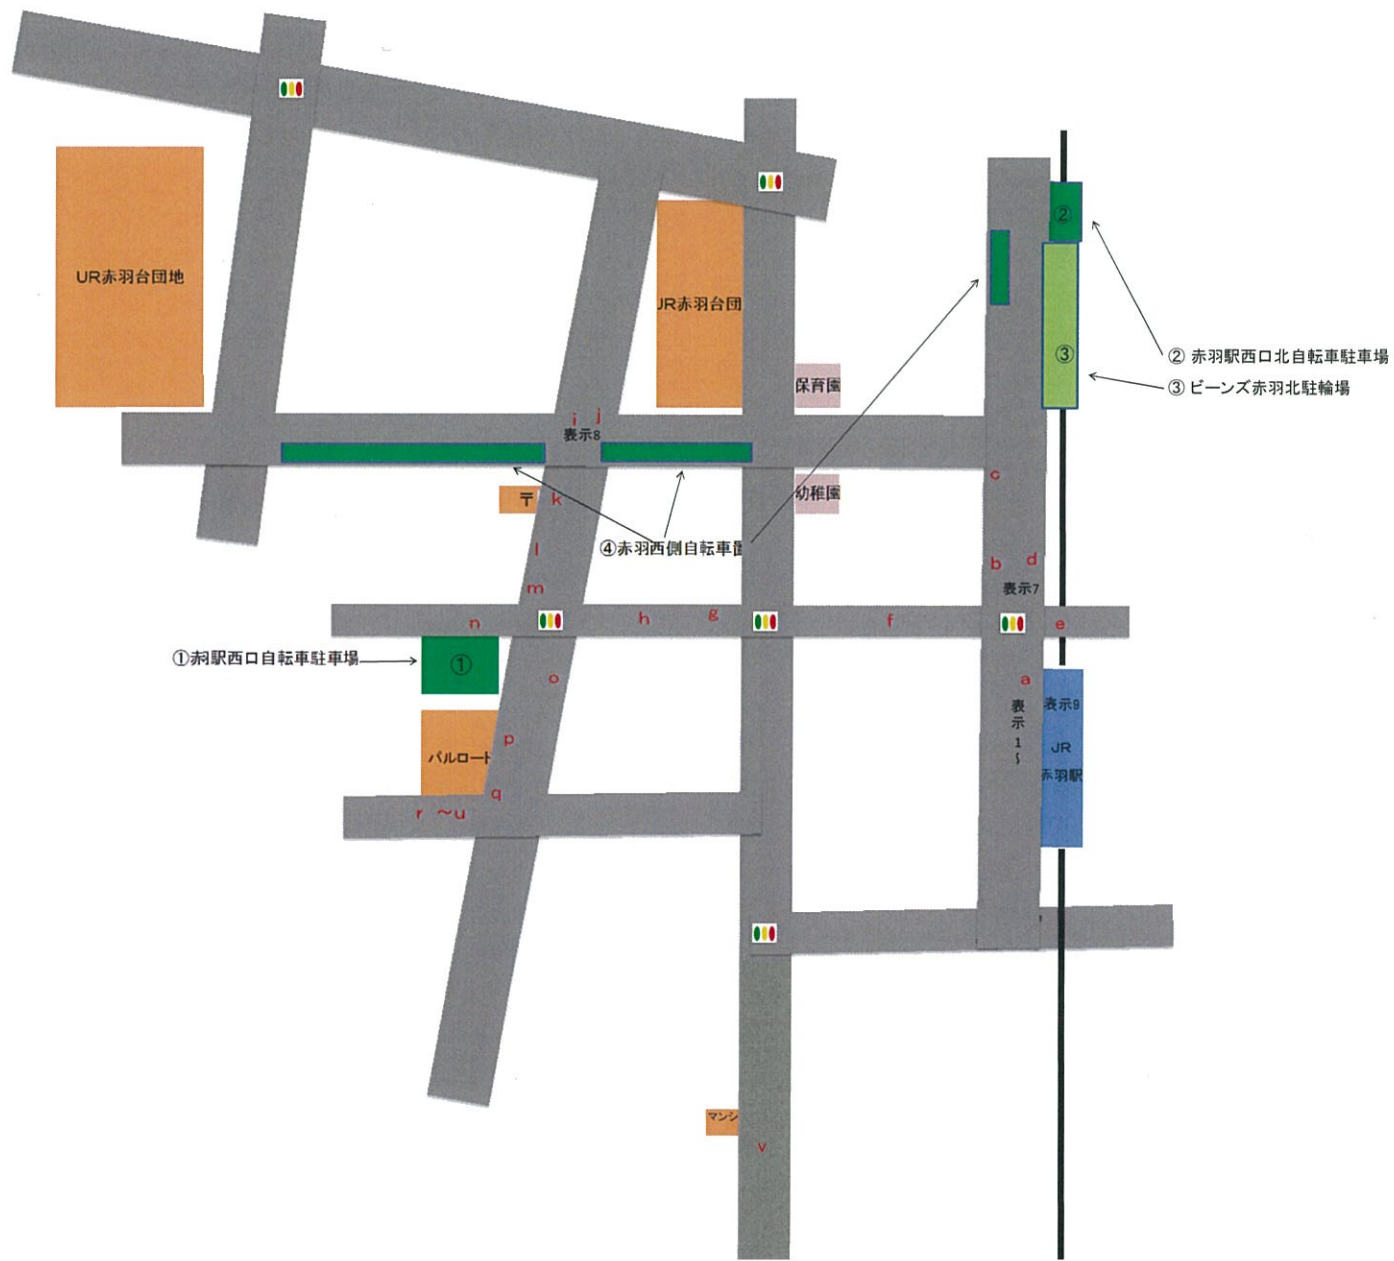 ②
UR赤羽台団地
JR赤羽台団
③
② 赤羽駅西口北自転車駐車場
保育園
③ ビーンズ赤羽北駐輪場
i j
表示8
c
〒 k
幼稚園
l
④赤羽西側自転車置
b d
m
表示7
n
h
g
f
e
①赤羽駅西口自転車駐車場
①
o
a
表示1～
表示9
JR
赤羽駅
p
パルロード
q
r ～u
マンシ
v